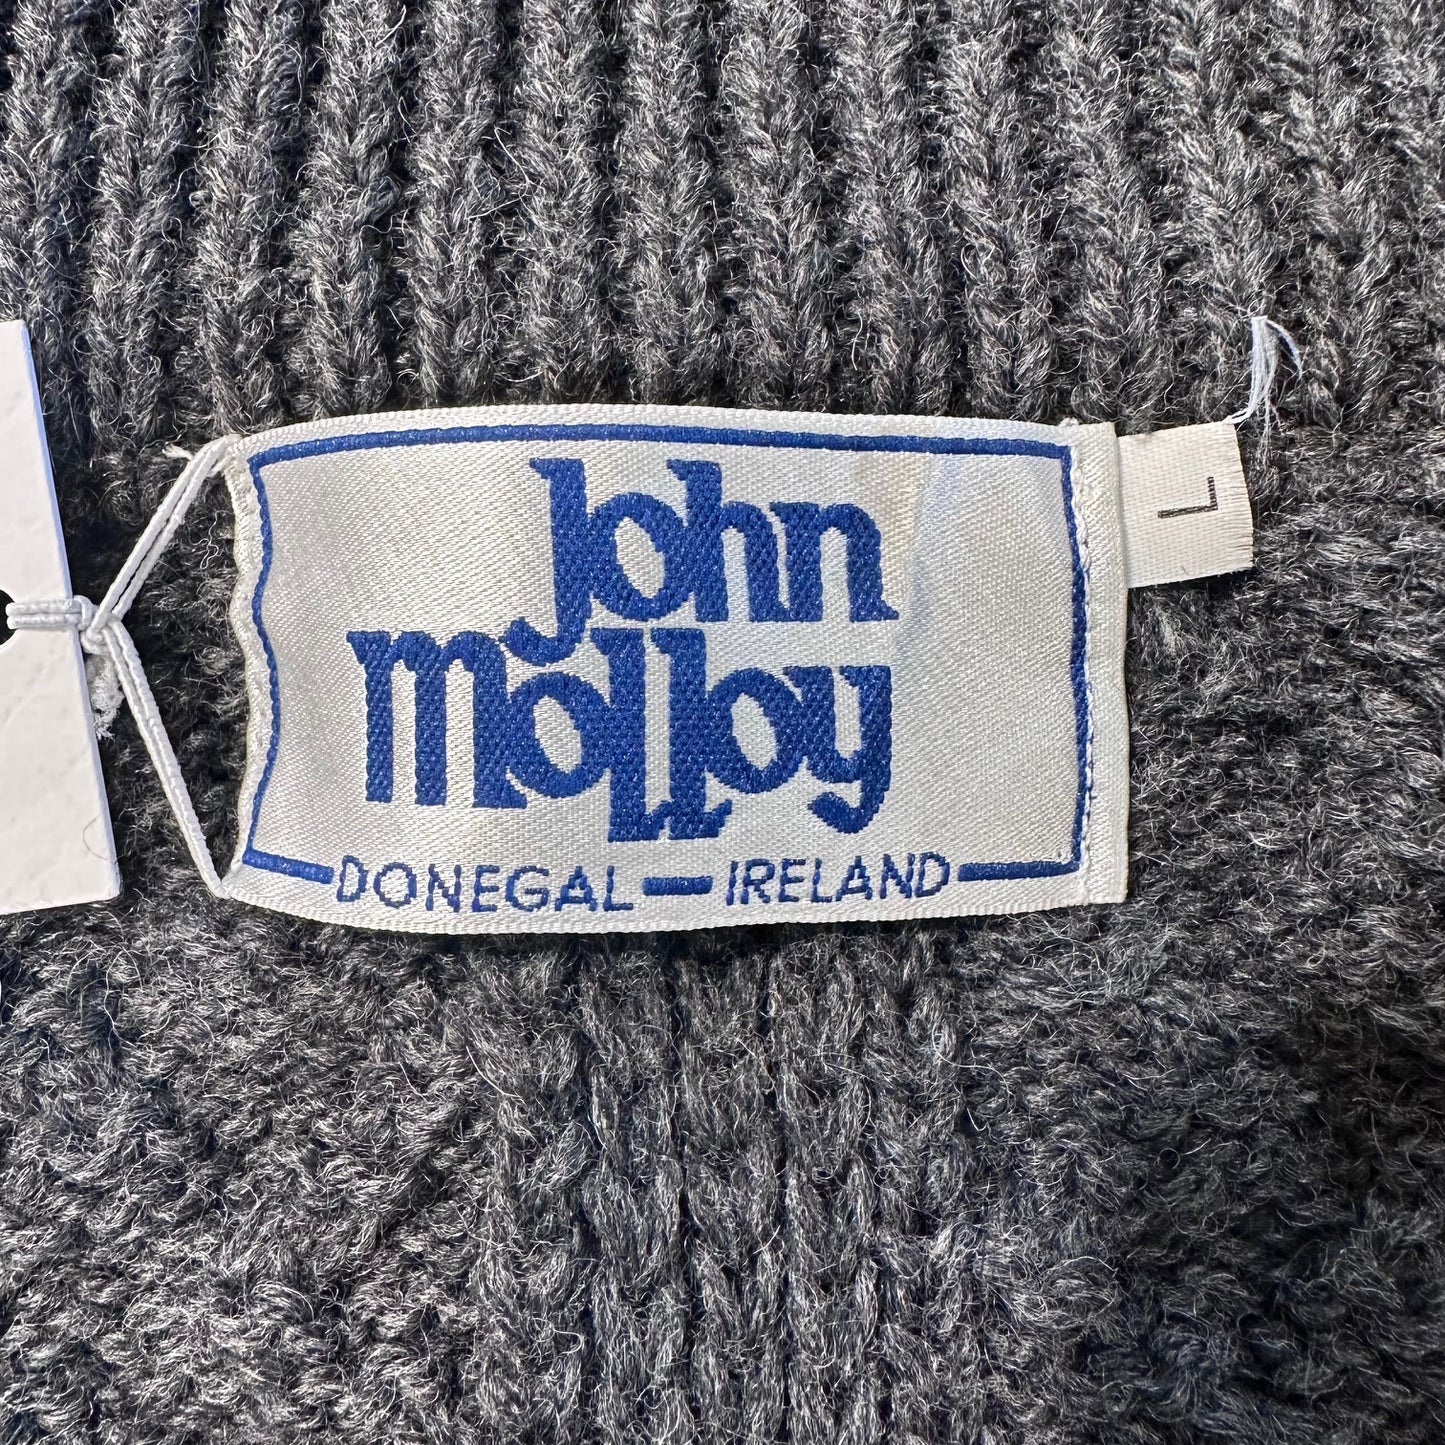 John
molloy
DONEGAL — IRELAND
L